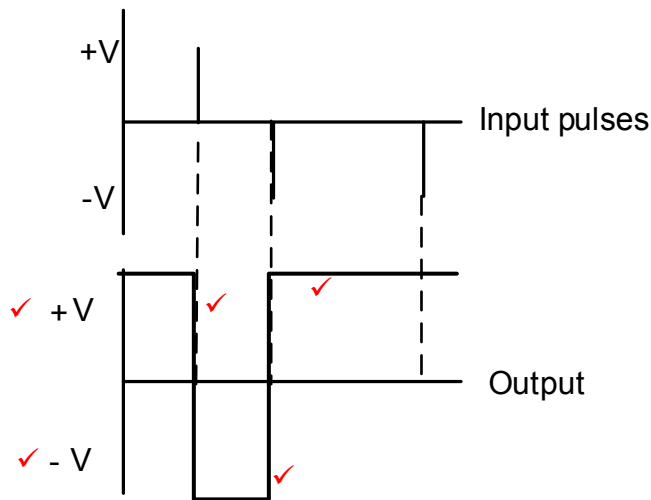 +V
Input pulses
-V
✓ + V
✓ ✓
Output
✓ - V
✓